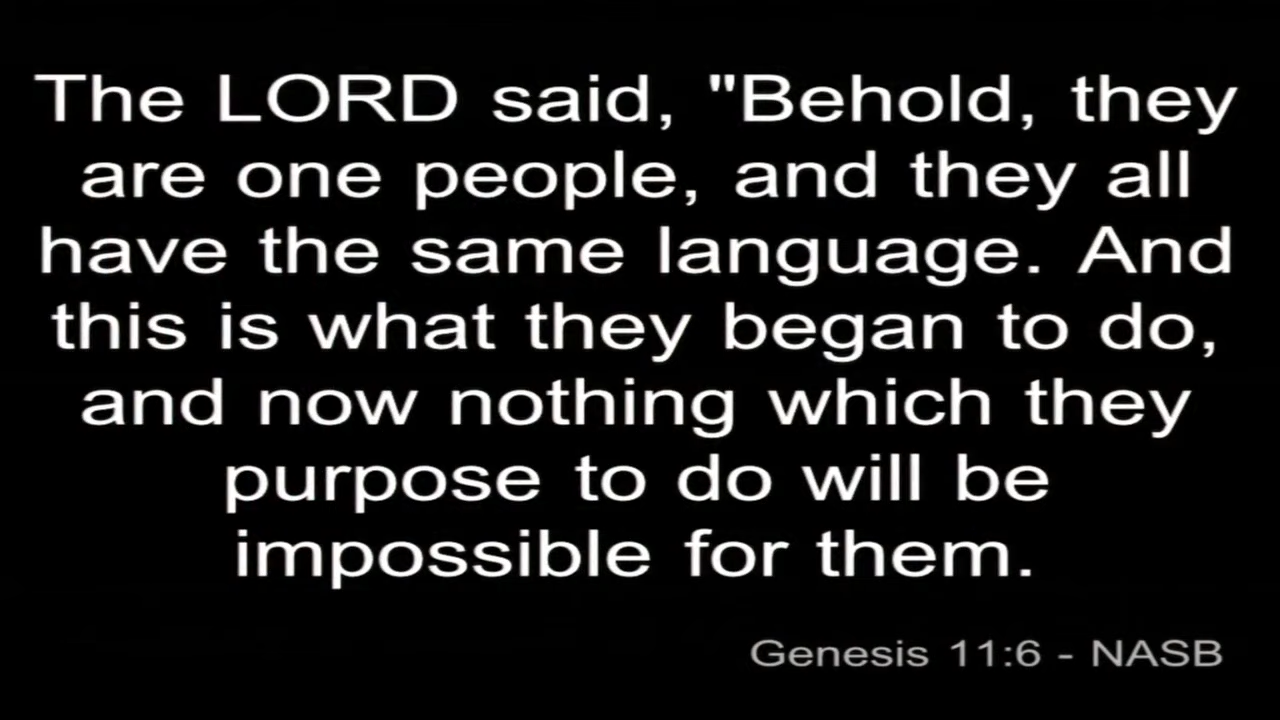 The LORD said, "Behold, they
are one people, and they all
have the same language. And
this is what they began to do,
and now nothing which they
purpose to do will be
impossible for them.
Genesis 11:6 - NASB